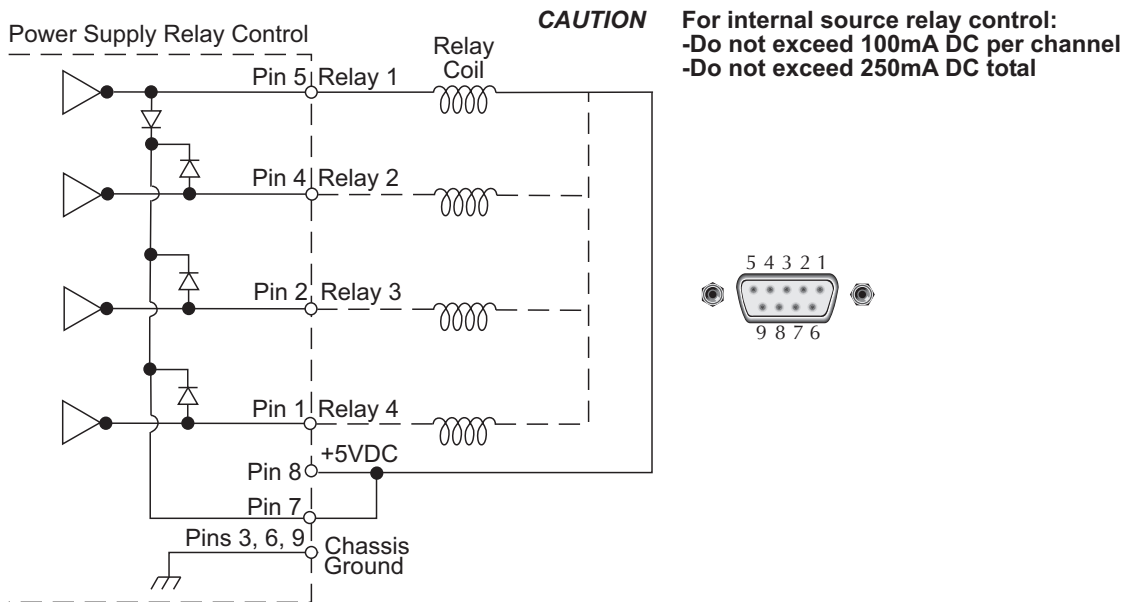 Power Supply Relay Control
CAUTION
For internal source relay control:
-Do not exceed 100mA DC per channel
-Do not exceed 250mA DC total
Relay
Coil
Pin 5 Relay 1
Pin 4 Relay 2
Pin 2 Relay 3
Pin 1 Relay 4
+5VDC
Pin 8
Pin 7
Pins 3, 6, 9
Chassis
Ground
5 4 3 2 1
9 8 7 6